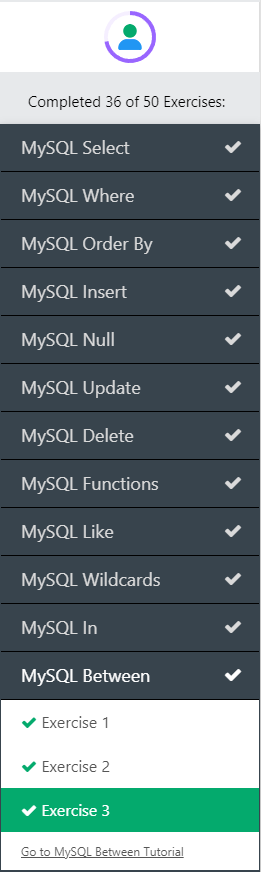 Completed 36 of 50 Exercises:
MySQL Select
MySQL Where
MySQL Order By
MySQL Insert
MySQL Null
MySQL Update
MySQL Delete
MySQL Functions
MySQL Like
MySQL Wildcards
MySQL In
MySQL Between
Exercise 1
Exercise 2
Exercise 3
Go to MySQL Between Tutorial